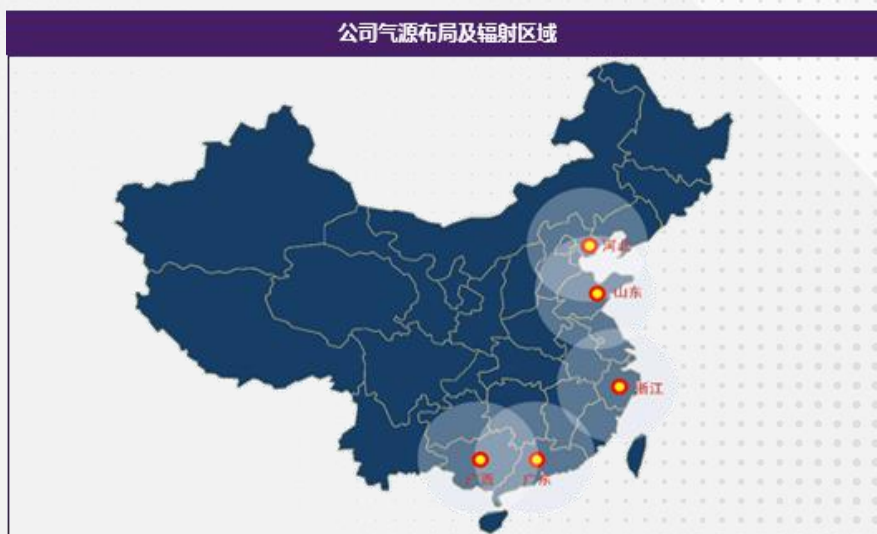 公司气源布局及辐射区域
河北
山东
浙江
广西
广东